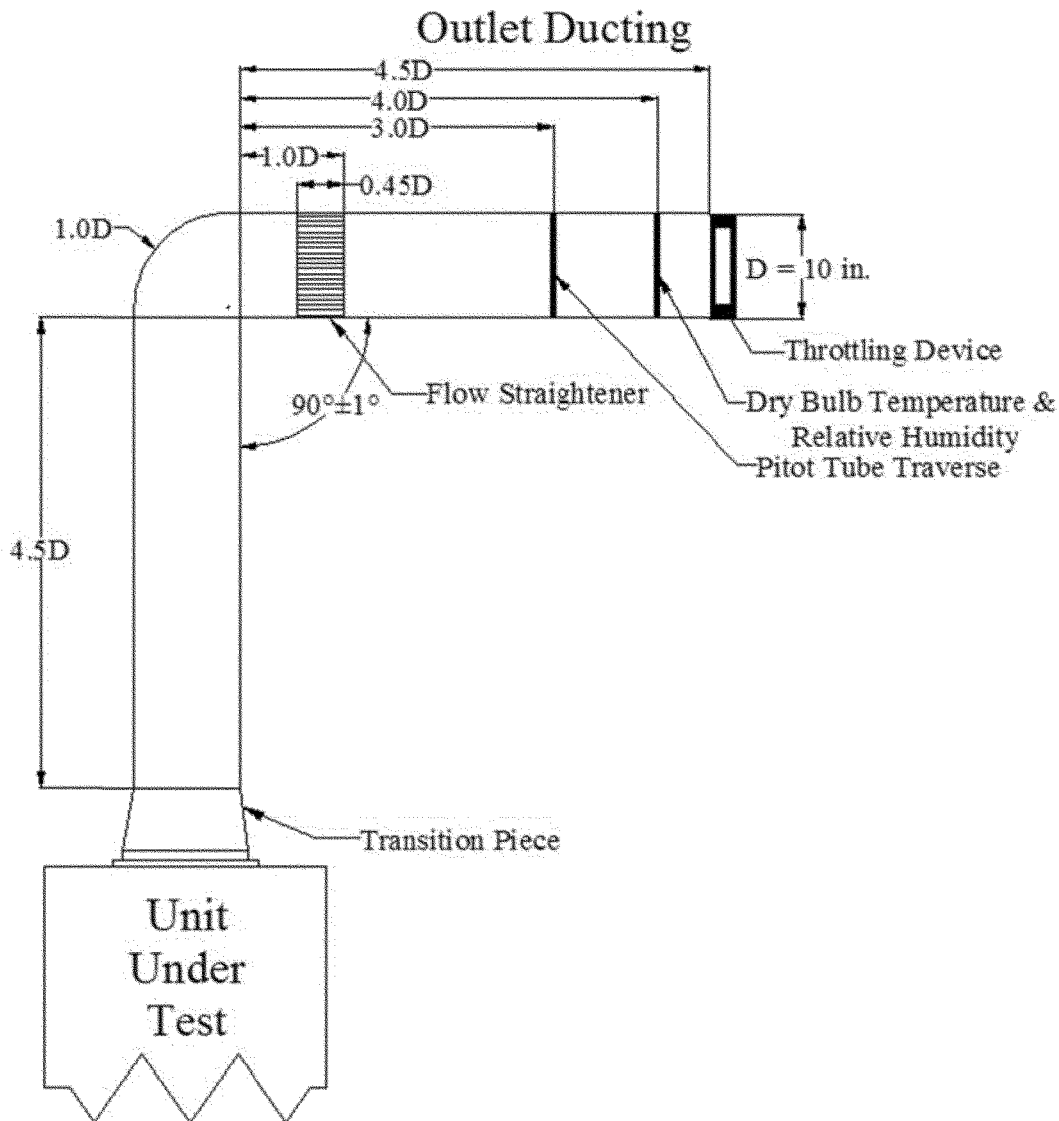 Outlet Ducting
4.5D
4.0D
3.0D
1.0D
0.45D
1.0D
D = 10 in.
Throttling Device
90°±1°
Flow Straightener
Dry Bulb Temperature &
Relative Humidity
Pitot Tube Traverse
4.5D
Transition Piece
Unit
Under
Test